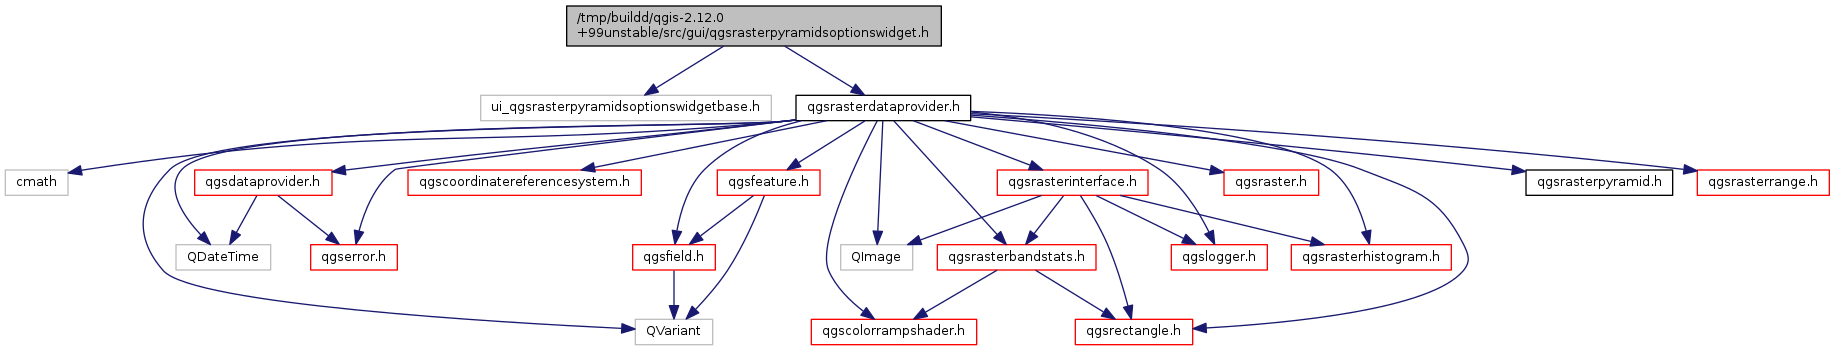 /tmp/buildd/qgis-2.12.0
+99unstable/src/gui/qgsrasterpyramidsoptionswidget.h
ui_qgsrasterpyramidsoptionswidgetbase.h
qgsrasterdataprovider.h
cmath
qgsdataprovider.h
qgscoordinatereferencesystem.h
qgsfeature.h
qgsrasterinterface.h
qgsraster.h
qgsrasterpyramid.h
qgsrasterrange.h
QDateTime
qgserror.h
qgsfield.h
QImage
qgsrasterbandstats.h
qgslogger.h
qgsrasterhistogram.h
QVariant
qgscolorrampshader.h
qgsrectangle.h